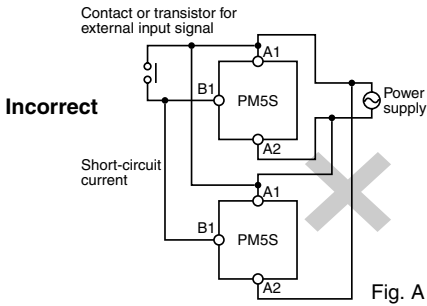 Contact or transistor for
external input signal
A1
B1
Incorrect
PM5S
Power
supply
A2
Short-circuit
current
A1
B1
PM5S
A2
Fig. A